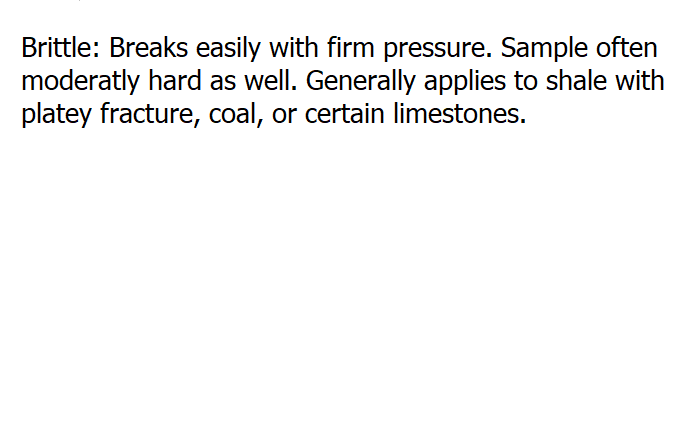 Brittle: Breaks easily with firm pressure. Sample often
moderatly hard as well. Generally applies to shale with
platey fracture, coal, or certain limestones.